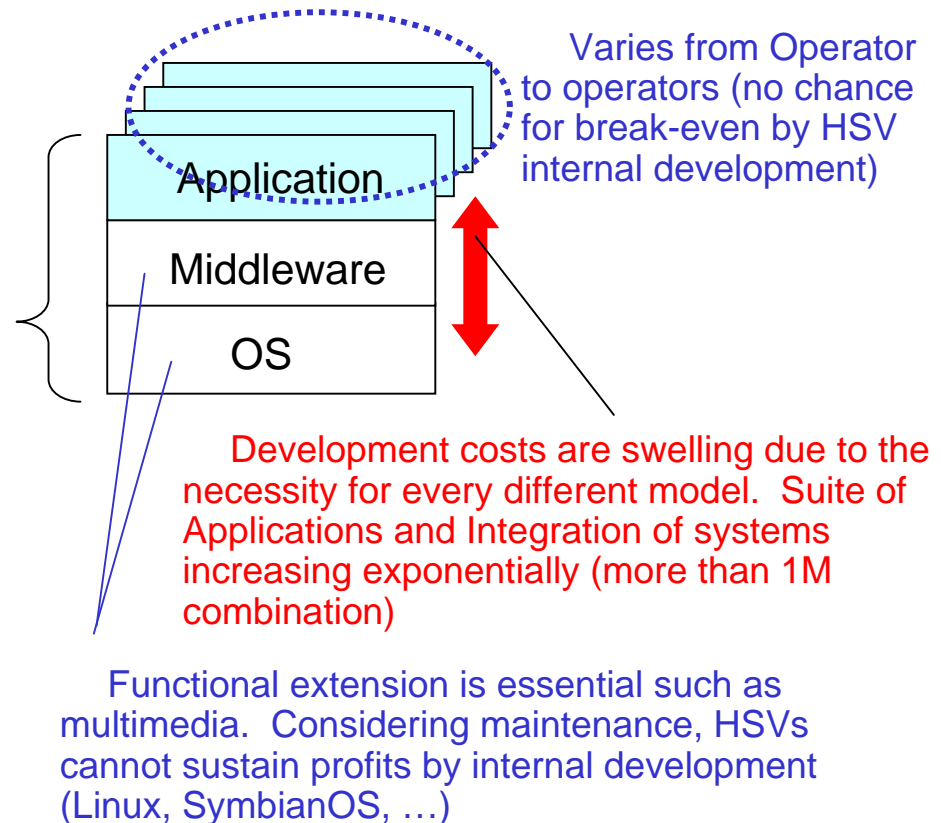 Varies from Operator
to operators (no chance
for break-even by HSV
internal development)
Application
Middleware
OS
Development costs are swelling due to the
necessity for every different model. Suite of
Applications and Integration of systems
increasing exponentially (more than 1M
combination)
Functional extension is essential such as
multimedia. Considering maintenance, HSVs
cannot sustain profits by internal development
(Linux, SymbianOS, …)